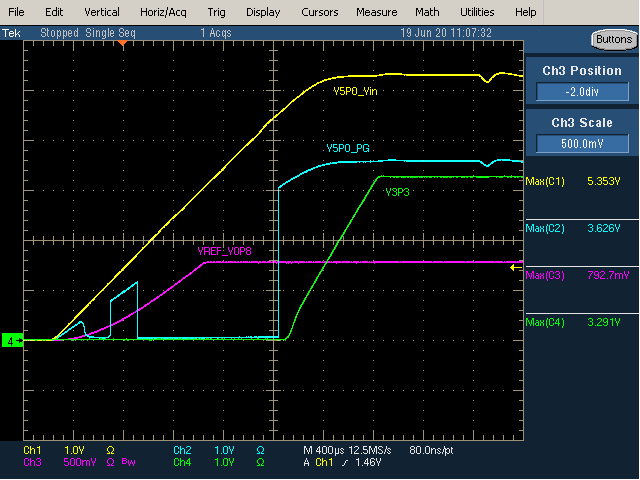 File Edit Vertical Horiz/Acq Trig Display Cursors Measure Math Utilities Help
Tek Stopped Single Seq 1 Acqs 19 Jun 20 11:07:32 Buttons
Ch3 Position
-2.0div
Ch3 Scale
500.0mV
V5P0_Vin
V5P0_PG
V3P3
VREF_V0P8
Max(C1) 5.353V
Max(C2) 3.626V
Max(C3) 792.7mV
Max(C4) 3.291V
4
Ch1 1.0V Ω Ch2 1.0V Ω M 400µs 12.5MS/s 80.0ns/pt
Ch3 500mV Ω Bw Ch4 1.0V Ω A Ch1 1.46V